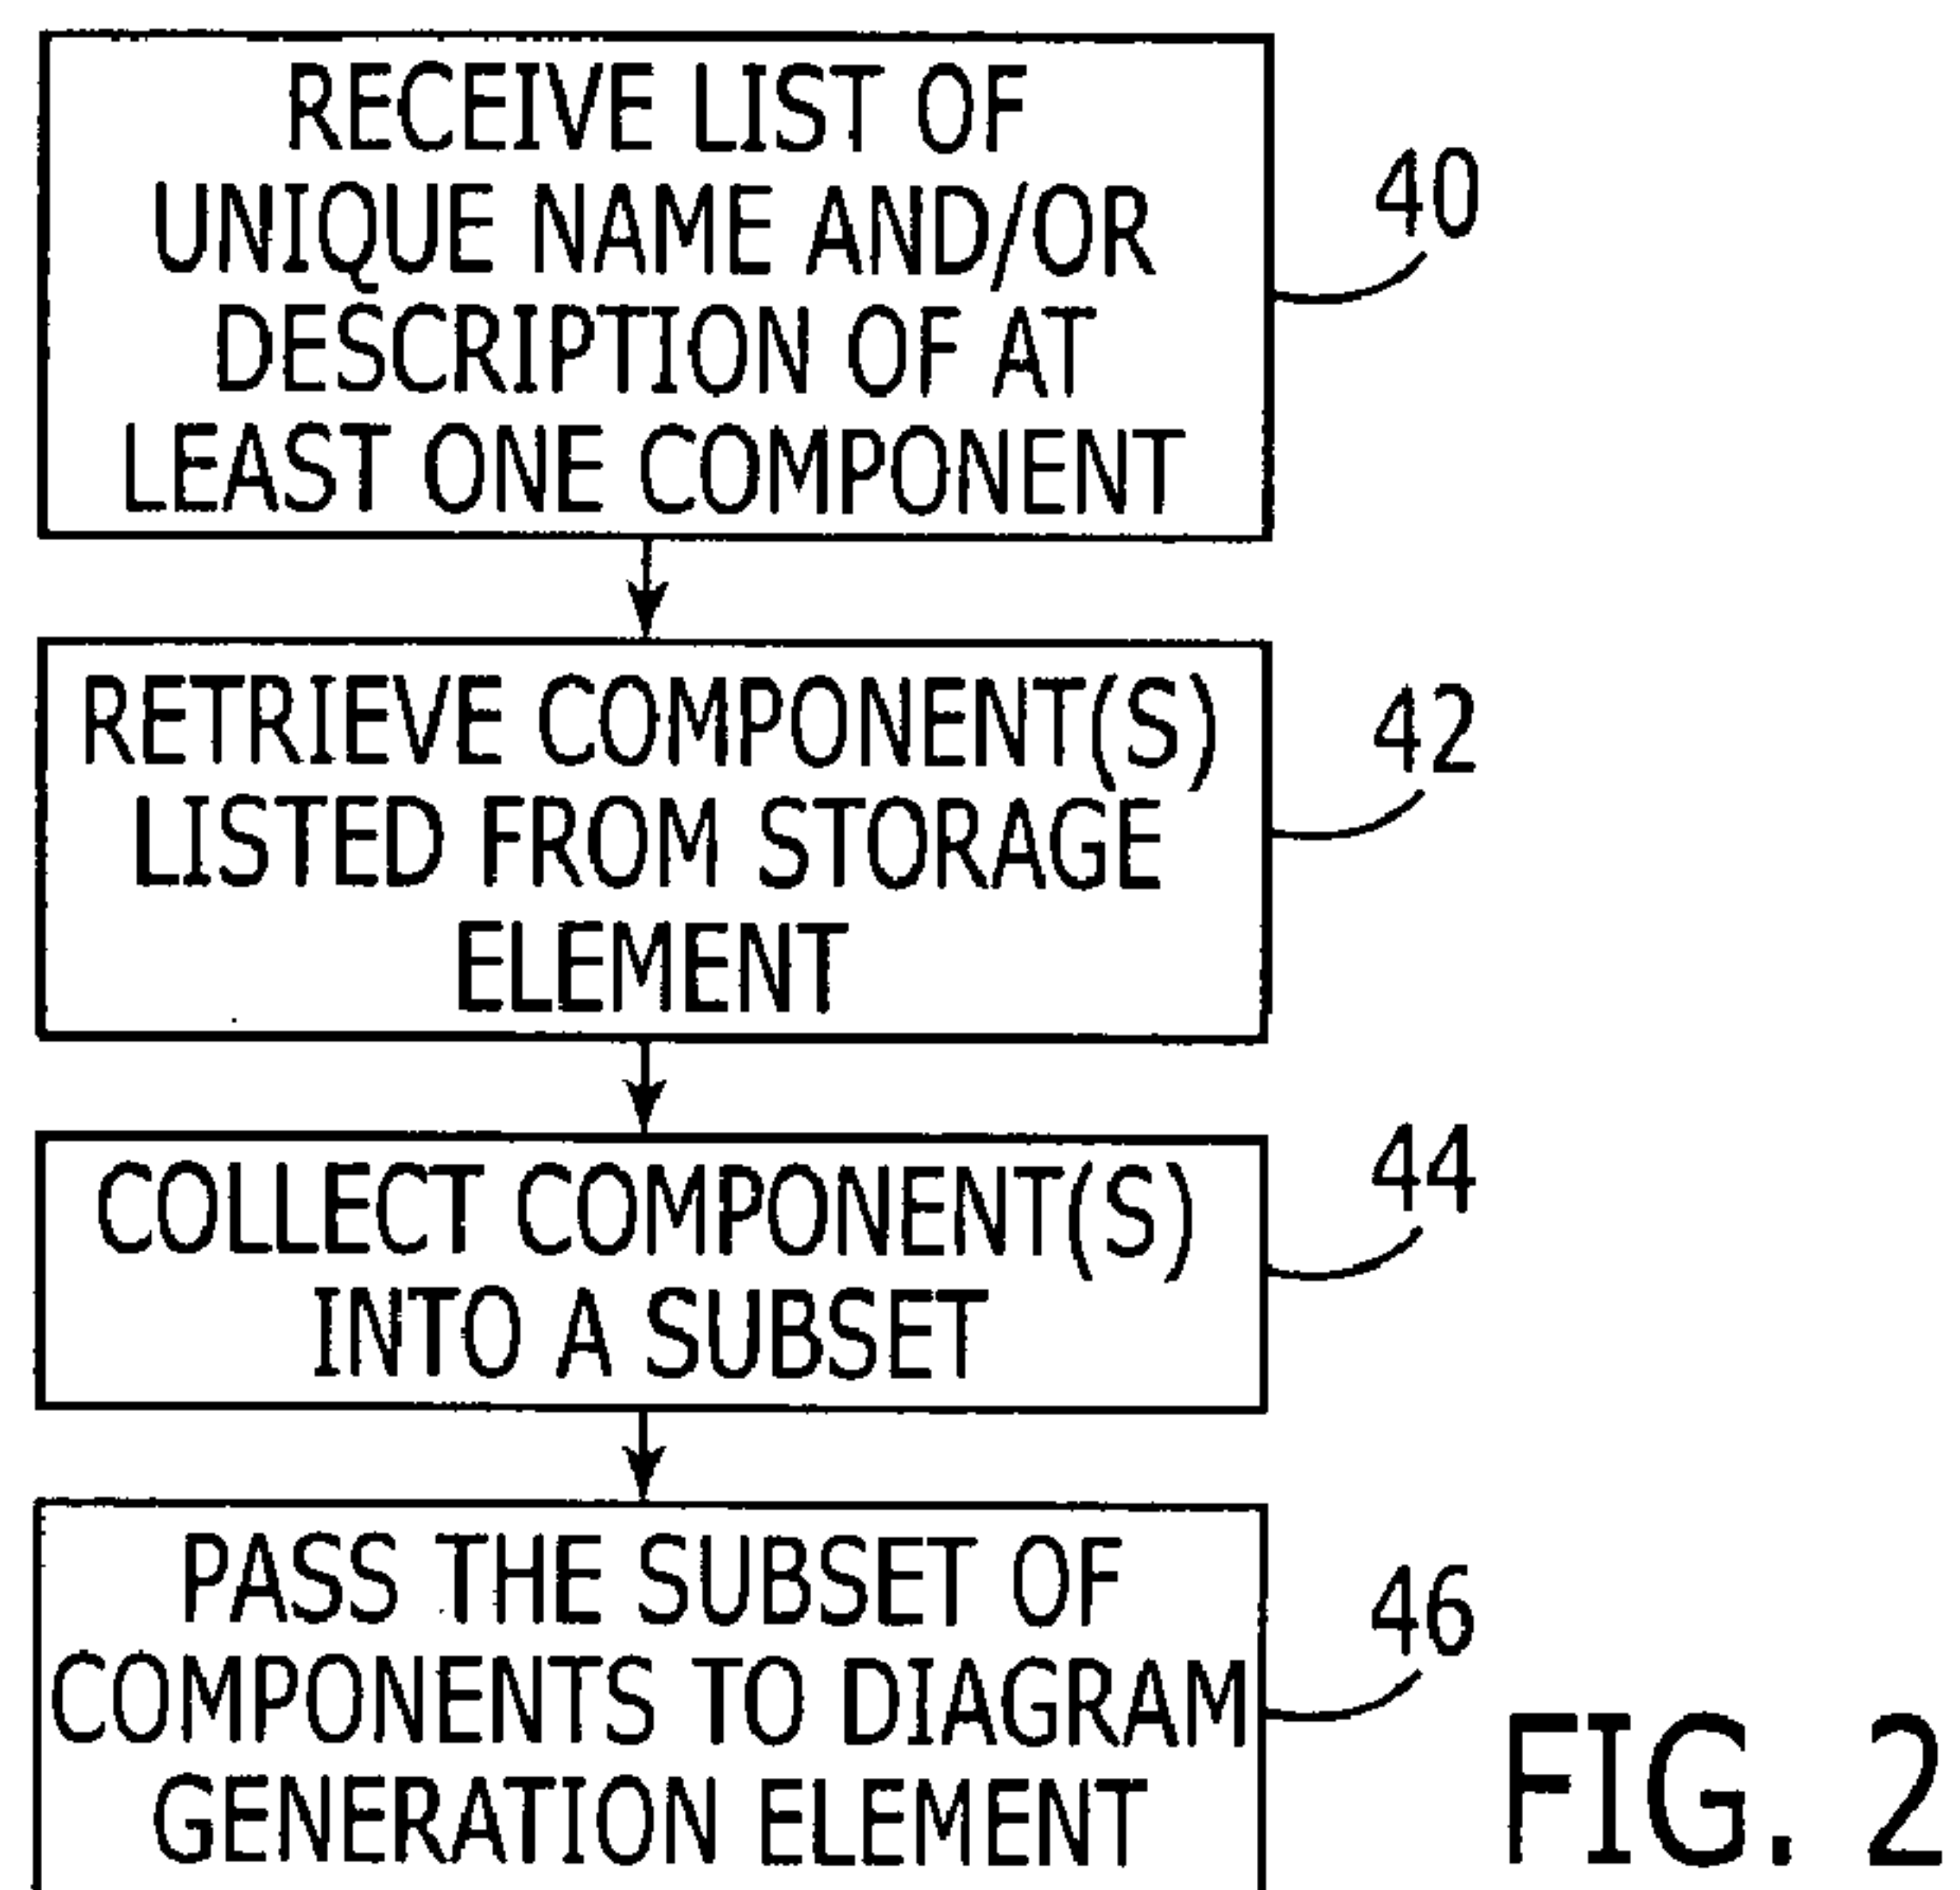 RECEIVE LIST OF
UNIQUE NAME AND/OR
DESCRIPTION OF AT
LEAST ONE COMPONENT
40
RETRIEVE COMPONENT(S)
LISTED FROM STORAGE
ELEMENT
42
COLLECT COMPONENT(S)
INTO A SUBSET
44
PASS THE SUBSET OF
COMPONENTS TO DIAGRAM
GENERATION ELEMENT
46
FIG. 2